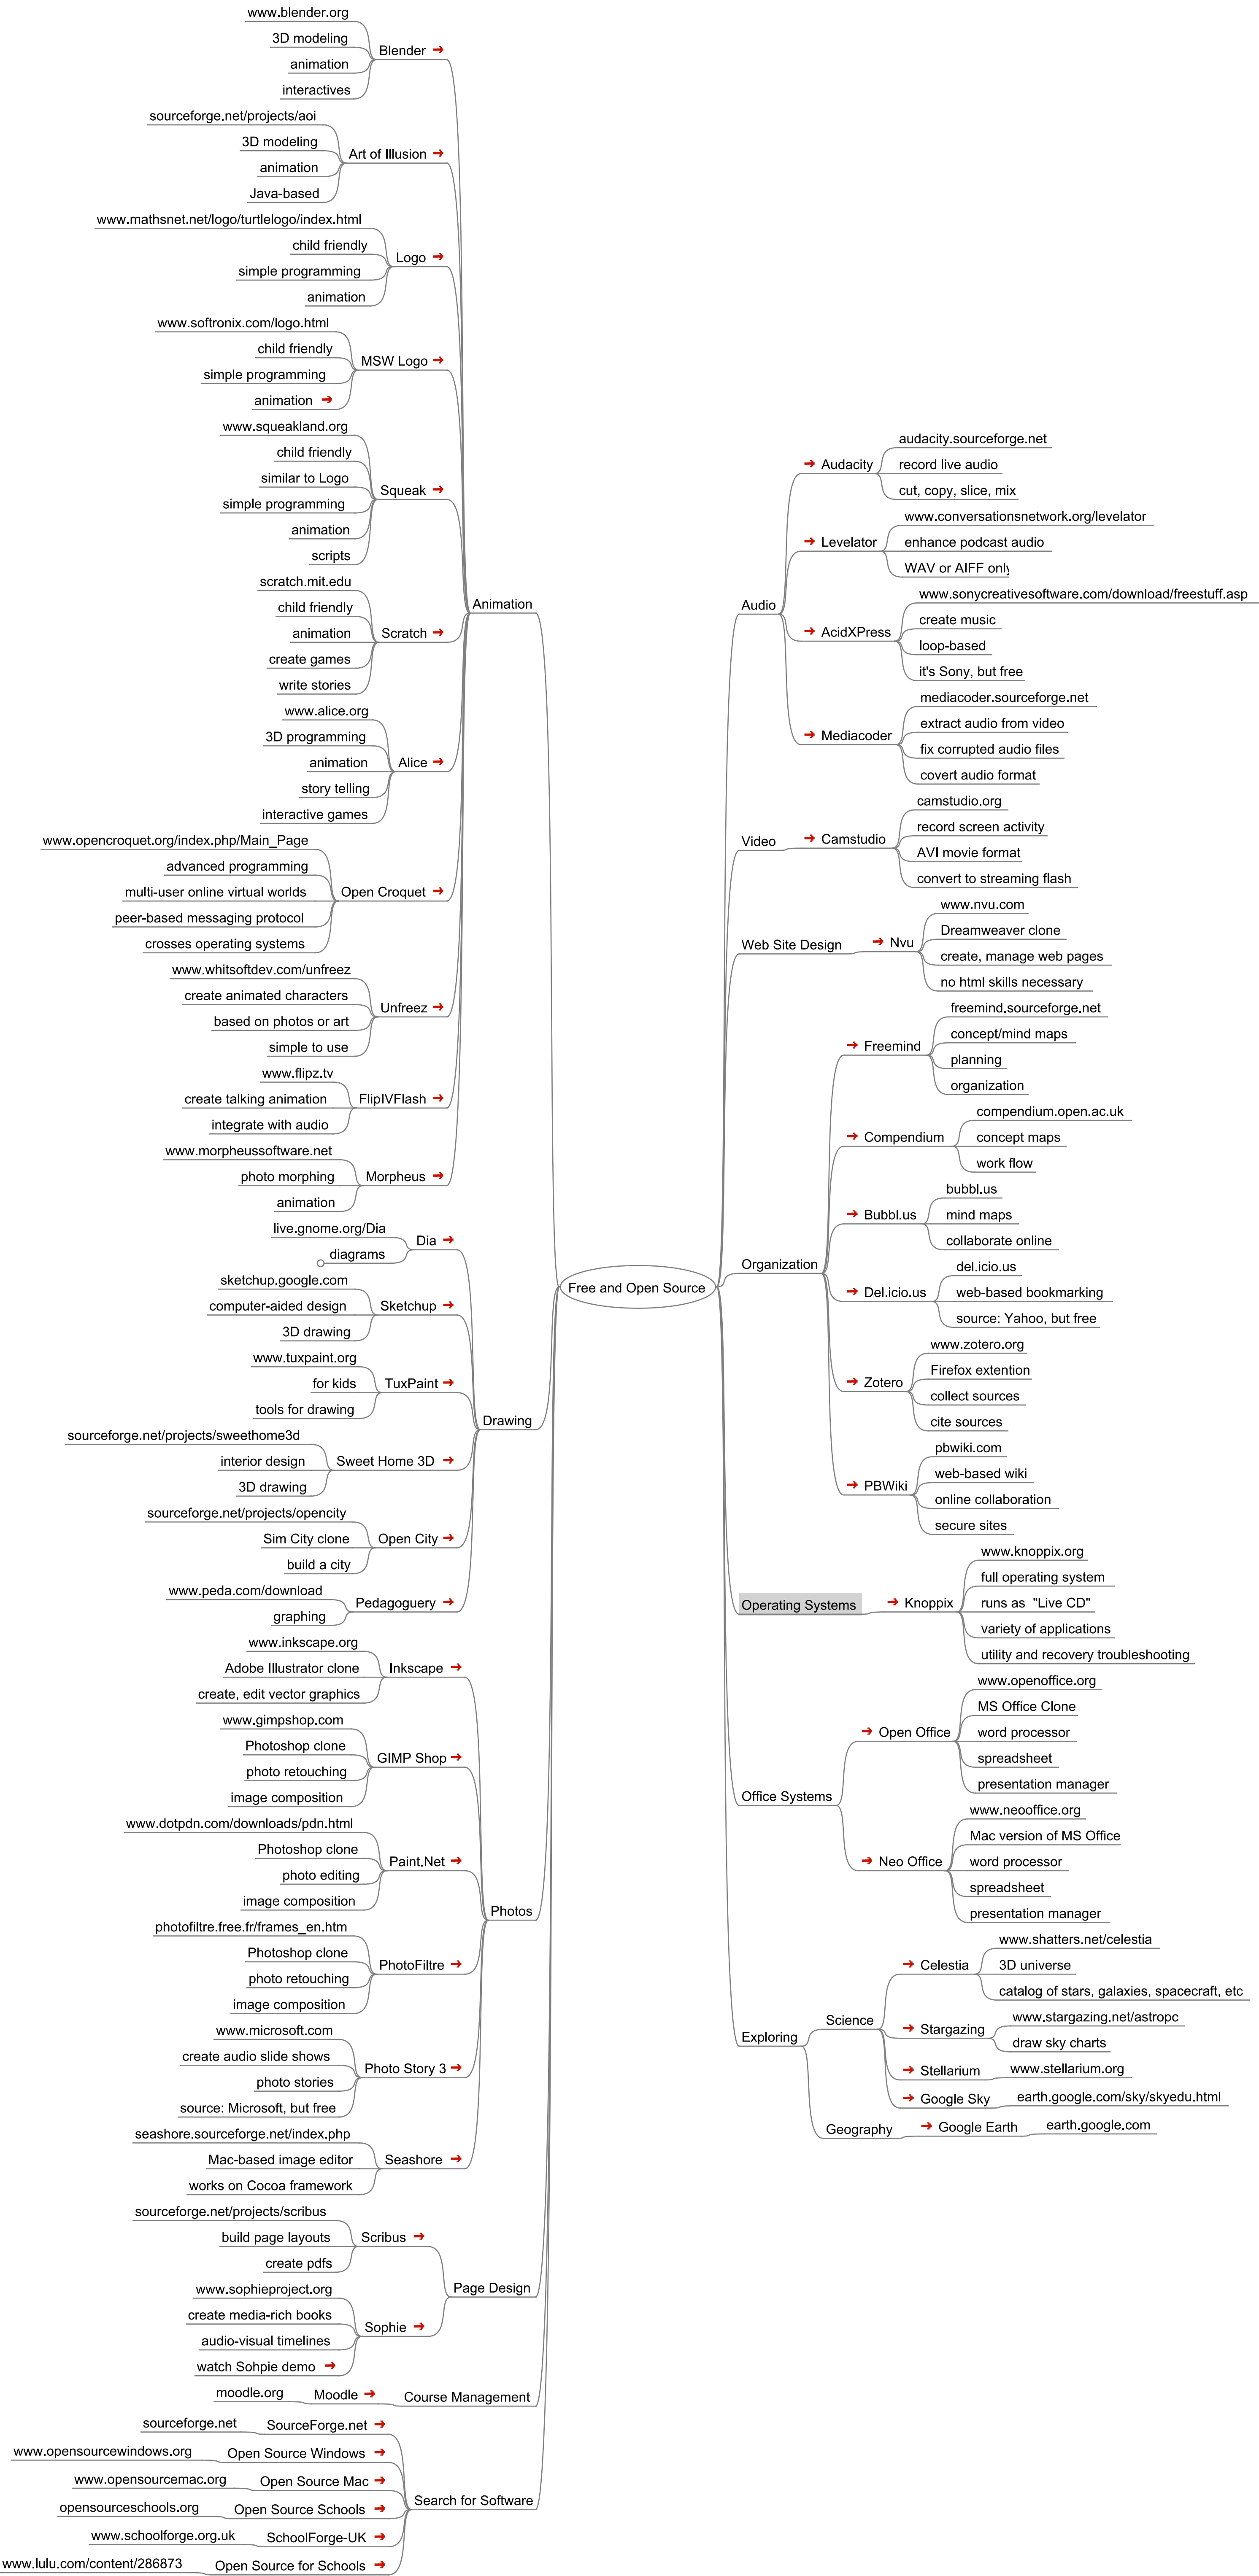 Free and Open Source
Animation
Blender
www.blender.org
3D modeling
animation
interactives
Art of Illusion
sourceforge.net/projects/aoi
3D modeling
animation
Java-based
Logo
www.mathsnet.net/logo/turtlelogo/index.html
child friendly
simple programming
animation
MSW Logo
www.softronix.com/logo.html
child friendly
simple programming
animation
Squeak
www.squeakland.org
child friendly
similar to Logo
simple programming
animation
scripts
Scratch
scratch.mit.edu
child friendly
animation
create games
write stories
Alice
www.alice.org
3D programming
animation
story telling
interactive games
Open Croquet
www.opencroquet.org/index.php/Main_Page
advanced programming
multi-user online virtual worlds
peer-based messaging protocol
crosses operating systems
Unfreez
www.whitsoftdev.com/unfreez
create animated characters
based on photos or art
simple to use
FlipIVFlash
www.flipz.tv
create talking animation
integrate with audio
Morpheus
www.morpheussoftware.net
photo morphing
animation
Drawing
Dia
live.gnome.org/Dia
diagrams
Sketchup
sketchup.google.com
computer-aided design
3D drawing
TuxPaint
www.tuxpaint.org
for kids
tools for drawing
Sweet Home 3D
sourceforge.net/projects/sweethome3d
interior design
3D drawing
Open City
sourceforge.net/projects/opencity
Sim City clone
build a city
Pedagoguery
www.peda.com/download
graphing
Photos
Inkscape
www.inkscape.org
Adobe Illustrator clone
create, edit vector graphics
GIMP Shop
www.gimpshop.com
Photoshop clone
photo retouching
image composition
Paint.Net
www.dotpdn.com/downloads/pdn.html
Photoshop clone
photo editing
image composition
PhotoFiltre
photofiltre.free.fr/frames_en.htm
Photoshop clone
photo retouching
image composition
Photo Story 3
www.microsoft.com
create audio slide shows
photo stories
source: Microsoft, but free
Seashore
seashore.sourceforge.net/index.php
Mac-based image editor
works on Cocoa framework
Page Design
Scribus
sourceforge.net/projects/scribus
build page layouts
create pdfs
Sophie
www.sophieproject.org
create media-rich books
audio-visual timelines
watch Sohpie demo
Course Management
Moodle
moodle.org
Search for Software
SourceForge.net
sourceforge.net
Open Source Windows
www.opensourcewindows.org
Open Source Mac
www.opensourcemac.org
Open Source Schools
opensourceschools.org
SchoolForge-UK
www.schoolforge.org.uk
Open Source for Schools
www.lulu.com/content/286873
Audio
Audacity
audacity.sourceforge.net
record live audio
cut, copy, slice, mix
Levelator
www.conversationsnetwork.org/levelator
enhance podcast audio
WAV or AIFF only
AcidXPress
www.sonycreativesoftware.com/download/freestuff.asp
create music
loop-based
it's Sony, but free
Mediacoder
mediacoder.sourceforge.net
extract audio from video
fix corrupted audio files
covert audio format
Video
Camstudio
camstudio.org
record screen activity
AVI movie format
convert to streaming flash
Web Site Design
Nvu
www.nvu.com
Dreamweaver clone
create, manage web pages
no html skills necessary
Organization
Freemind
freemind.sourceforge.net
concept/mind maps
planning
organization
Compendium
compendium.open.ac.uk
concept maps
work flow
Bubbl.us
bubbl.us
mind maps
collaborate online
Del.icio.us
del.icio.us
web-based bookmarking
source: Yahoo, but free
Zotero
www.zotero.org
Firefox extention
collect sources
cite sources
PBWiki
pbwiki.com
web-based wiki
online collaboration
secure sites
Operating Systems
Knoppix
www.knoppix.org
full operating system
runs as "Live CD"
variety of applications
utility and recovery troubleshooting
Office Systems
Open Office
www.openoffice.org
MS Office Clone
word processor
spreadsheet
presentation manager
Neo Office
www.neooffice.org
Mac version of MS Office
word processor
spreadsheet
presentation manager
Exploring
Science
Celestia
www.shatters.net/celestia
3D universe
catalog of stars, galaxies, spacecraft, etc
Stargazing
www.stargazing.net/astropc
draw sky charts
Stellarium
www.stellarium.org
Google Sky
earth.google.com/sky/skyedu.html
Geography
Google Earth
earth.google.com